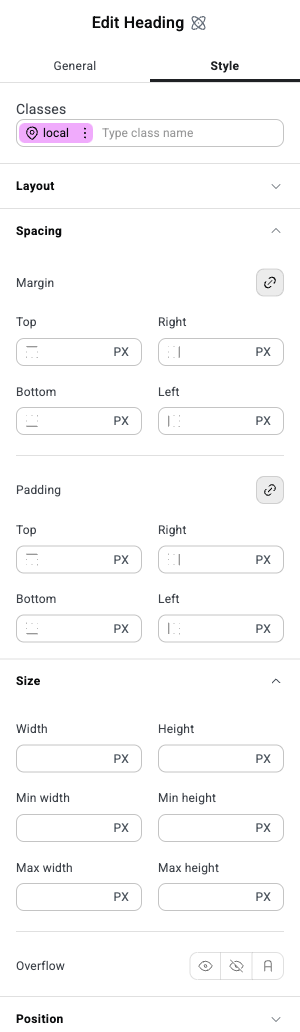 Edit Heading
General Style
Classes
local Type class name
Layout
Spacing
Margin
Top Right
PX PX
Bottom Left
PX PX
Padding
Top Right
PX PX
Bottom Left
PX PX
Size
Width Height
PX PX
Min width Min height
PX PX
Max width Max height
PX PX
Overflow
Position